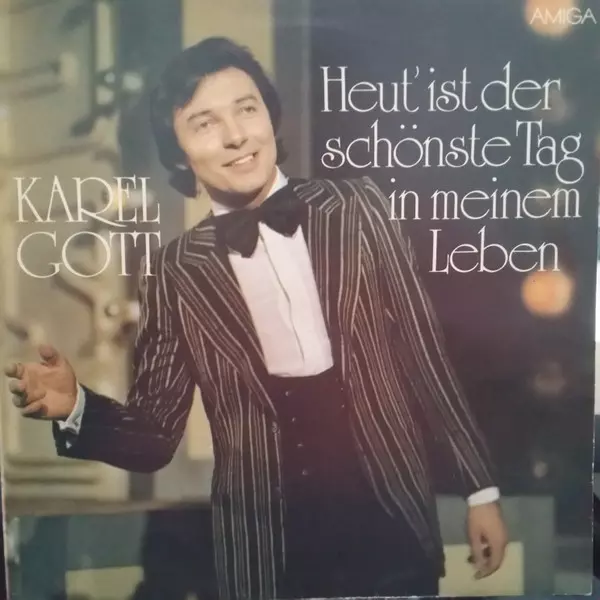 AMIGA
Heut' ist der
schönste Tag
in meinem
Leben
KAREL
GOTT